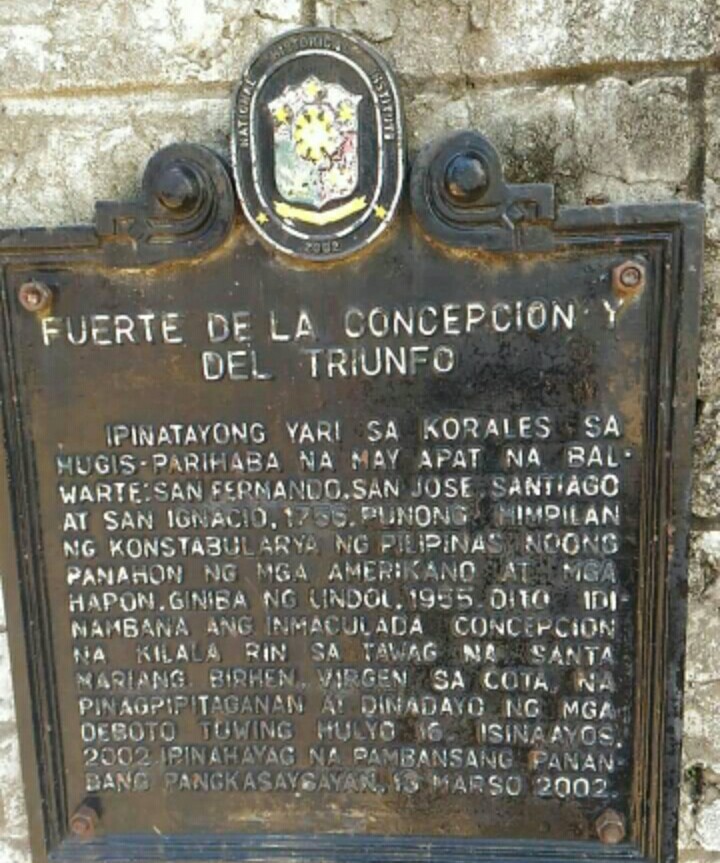 NATIONAL HISTORICAL INSTITUTE
2002
FUERTE DE LA CONCEPCION Y
DEL TRIUNFO
IPINATAYONG YARI SA KORALES SA
HUGIS-PARIHABA NA MAY APAT NA BAL-
WARTE: SAN FERNANDO, SAN JOSE, SANTIAGO
AT SAN IGNACIO, 1756. PUNONG HIMPILAN
NG KONSTABULARYA NG PILIPINAS NOONG
PANAHON NG MGA AMERIKANO AT MGA
HAPON. GINIBA NG LINDOL, 1955. DITO IDI-
NAMBANA ANG INMACULADA CONCEPCION
NA KILALA RIN SA TAWAG NA SANTA
MARIANG BIRHEN, VIRGEN SA COTA, NA
PINAGPIPITAGANAN AT DINADAYO NG MGA
DEBOTO TUWING HULYO 16. ISINAAYOS,
2002. IPINAHAYAG NA PAMBANSANG PANAN-
DANG PANGKASAYSAYAN, 13 MARSO 2002.